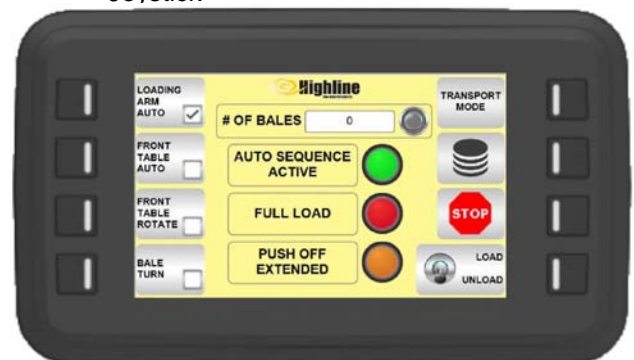 LOADING
ARM
AUTO
Highline
TRANSPORT
MODE
# OF BALES 0
FRONT
TABLE
AUTO
AUTO SEQUENCE
ACTIVE
FRONT
TABLE
ROTATE
FULL LOAD
STOP
BALE
TURN
PUSH OFF
EXTENDED
LOAD
UNLOAD